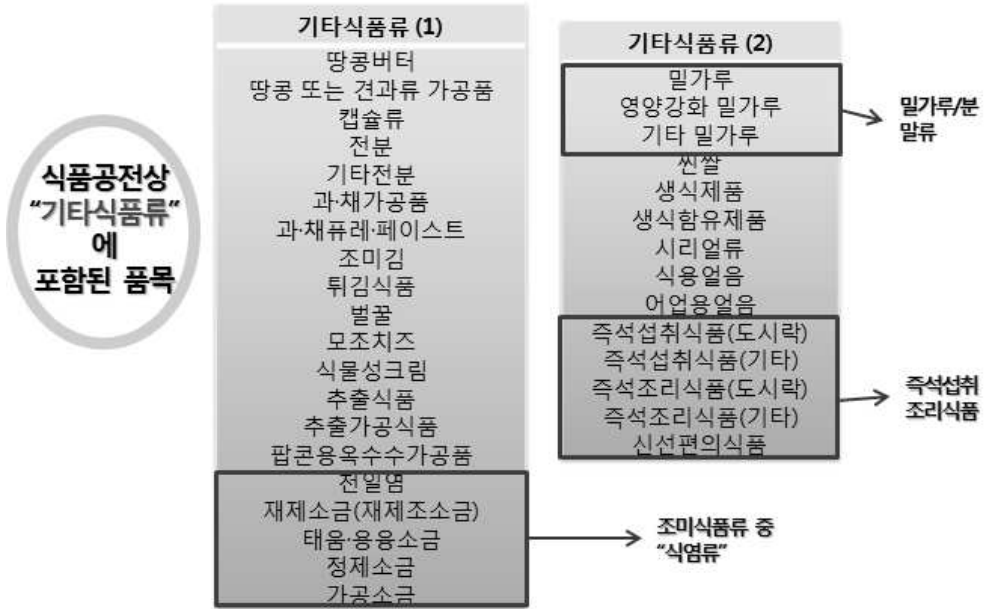 식품공전상
“기타식품류”
에
포함된 품목
기타식품류 (1)
땅콩버터
땅콩 또는 견과류 가공품
캡슐류
전분
기타전분
과·채가공품
과·채퓨레·페이스트
조미김
튀김식품
벌꿀
모조치즈
식물성크림
추출식품
추출가공식품
팝콘용옥수수가공품
천일염
재제소금(재제조소금)
태움·용융소금
정제소금
가공소금
조미식품류 중
“식염류”
기타식품류 (2)
밀가루
영양강화 밀가루
기타 밀가루
찐쌀
생식제품
생식함유제품
시리얼류
식용얼음
어업용얼음
즉석섭취식품(도시락)
즉석섭취식품(기타)
즉석조리식품(도시락)
즉석조리식품(기타)
신선편의식품
밀가루/분
말류
즉석섭취
조리식품